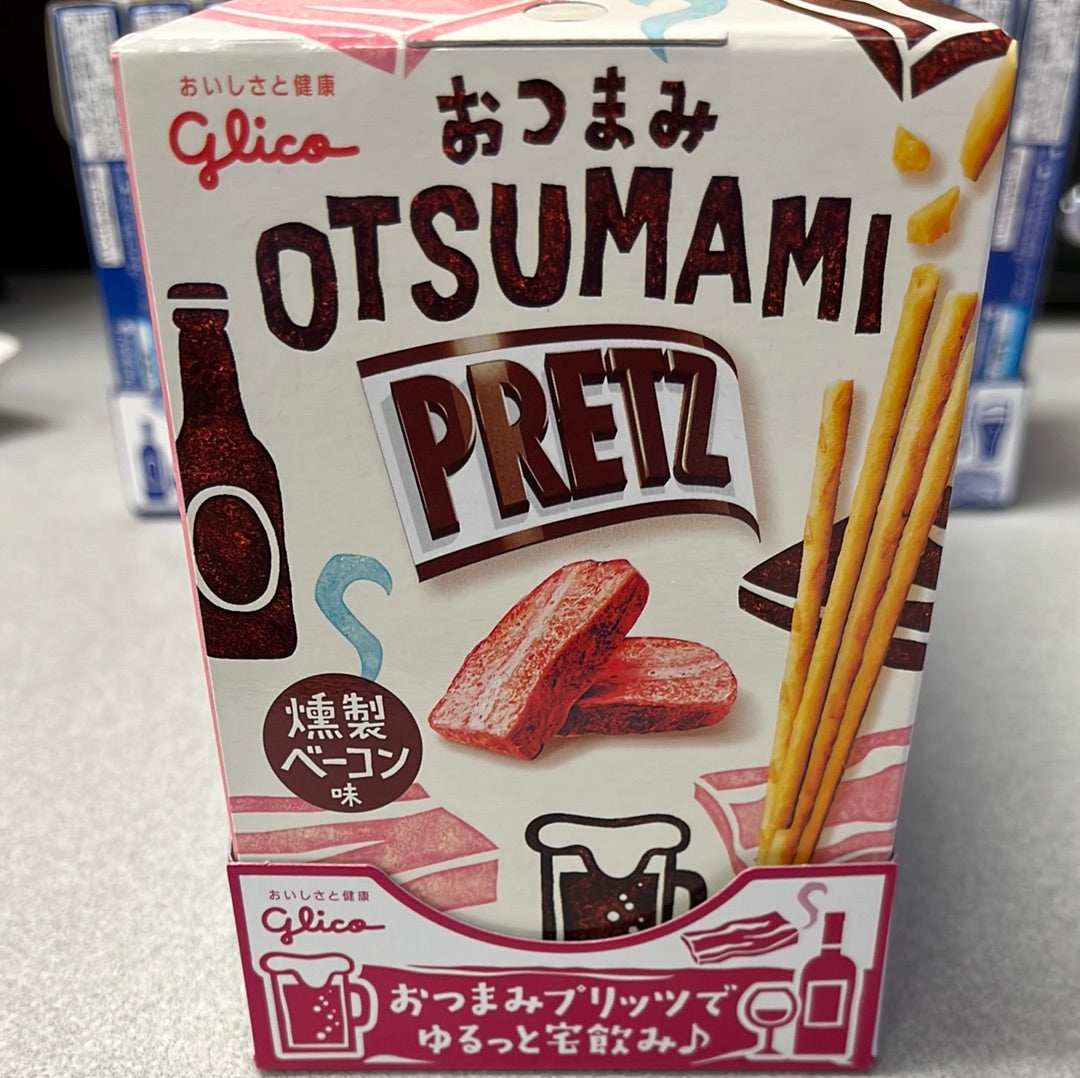 おいしさと健康
Glico
おつまみ
OTSUMAMI
PRETZ
燻製
ベーコン
味
おいしさと健康
Glico
おつまみプリッツで
ゆるっと宅飲み♪